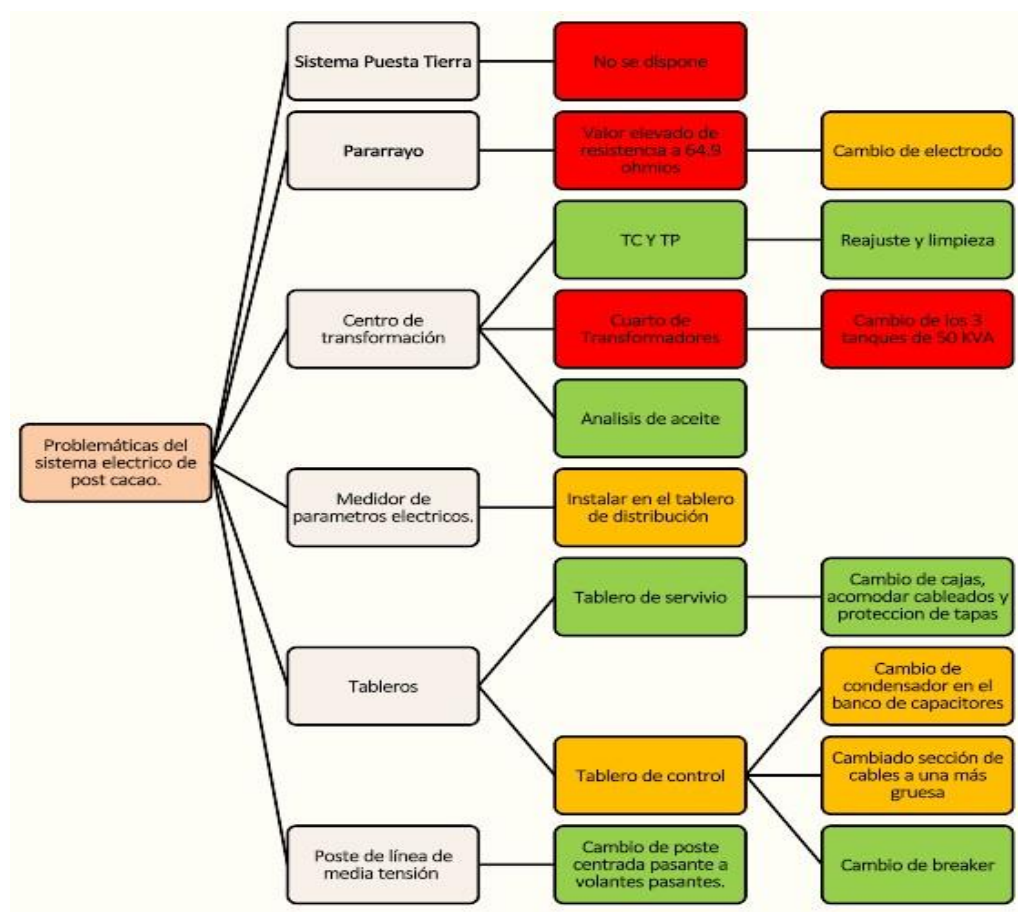 Sistema Puesta Tierra
No se dispone
Pararrayo
Valor elevado de
resistencia a 64.9
ohmios
Cambio de electrodo
TC Y TP
Reajuste y limpieza
Centro de
transformación
Cuarto de
Transformadores
Cambio de los 3
tanques de 50 KVA
Analisis de aceite
Problemáticas del
sistema electrico de
post cacao.
Medidor de
parametros electricos.
Instalar en el tablero
de distribución
Tablero de servivio
Cambio de cajas,
acomodar cableados y
proteccion de tapas
Tableros
Cambio de
condensador en el
banco de capacitores
Tablero de control
Cambiado sección de
cables a una más
gruesa
Cambio de breaker
Poste de línea de
media tensión
Cambio de poste
centrada pasante a
volantes pasantes.